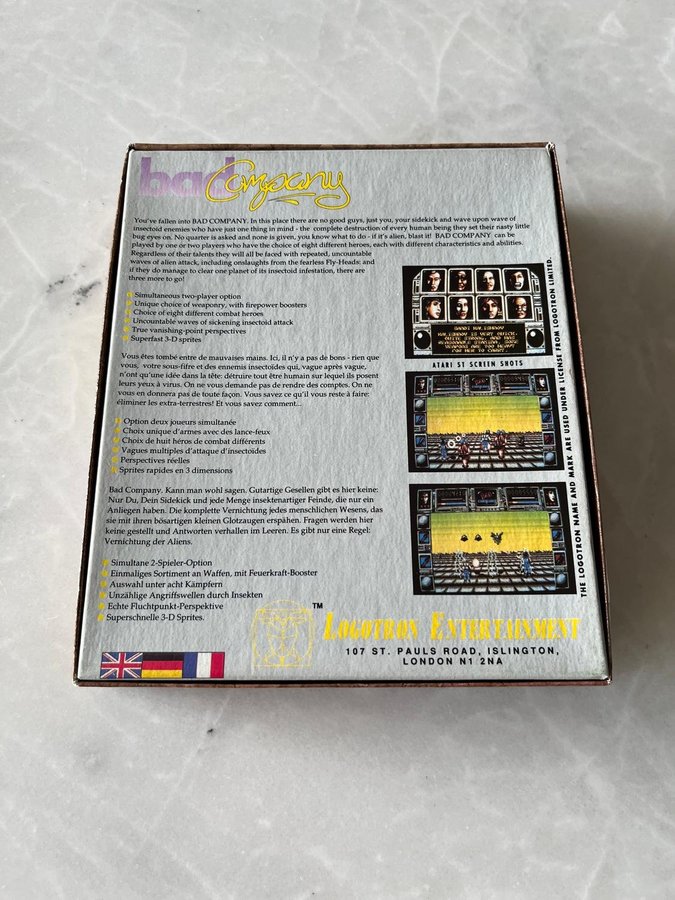 bad Company
You've fallen into BAD COMPANY. In this place there are no good guys, just you, your sidekick and wave upon wave of
insectoid enemies who have just one thing in mind - the complete destruction of every human being they set their nasty little
bug eyes on. No quarter is asked and none is given, you know what to do - if it's alien, blast it! BAD COMPANY can be
played by one or two players who have the choice of eight different heroes, each with different characteristics and abilities.
Regardless of their talents they will all be faced with repeated, uncountable
waves of alien attack, including onslaughts from the fearless Fly-Heads; and
if they do manage to clear one planet of its insectoid infestation, there are
three more to go!
Simultaneous two-player option
Unique choice of weaponry, with firepower boosters
Choice of eight different combat heroes
Uncountable waves of sickening insectoid attack
True vanishing-point perspectives
Superfast 3-D sprites
Vous êtes tombé entre de mauvaises mains. Ici, il n'y a pas de bons - rien que
vous, votre sous-fifre et des ennemis insectoïdes qui, vague après vague,
n'ont qu'une idée dans la tête: détruire tout être humain sur lequel ils posent
leurs yeux à virus. On ne vous demande pas de rendre des comptes. On ne
vous en donnera pas de toute façon. Vous savez ce qu'il vous reste à faire:
éliminer les extra-terrestres! Et vous savez comment..
Option deux joueurs simultanée
Choix unique d'armes avec des lance-feux
Choix de huit héros de combat différents
Vagues multiples d'attaque d'insectoïdes
Perspectives réelles
Sprites rapides en 3 dimensions
Bad Company. Kann man wohl sagen. Gutartige Gesellen gibt es hier keine:
Nur Du, Dein Sidekick und jede Menge insektenartiger Feinde, die nur ein
Anliegen haben. Die komplette Vernichtung jedes menschlichen Wesens, das
sie mit ihren bösartigen kleinen Glotzaugen erspähen. Fragen werden hier
keine gestellt und Antworten verhallen im Leeren. Es gibt nur eine Regel:
Vernichtung der Aliens.
Simultane 2-Spieler-Option
Einmaliges Sortiment an Waffen, mit Feuerkraft-Booster
Auswahl unter acht Kämpfern
Unzählige Angriffswellen durch Insekten
Echte Fluchtpunkt-Perspektive
Superschnelle 3-D Sprites.
ATARI ST SCREEN SHOTS
THE LOGOTRON NAME AND MARK ARE USED UNDER LICENSE FROM LOGOTRON LIMITED.
TM
LOGOTRON ENTERTAINMENT
107 ST. PAULS ROAD, ISLINGTON,
LONDON N1 2NA